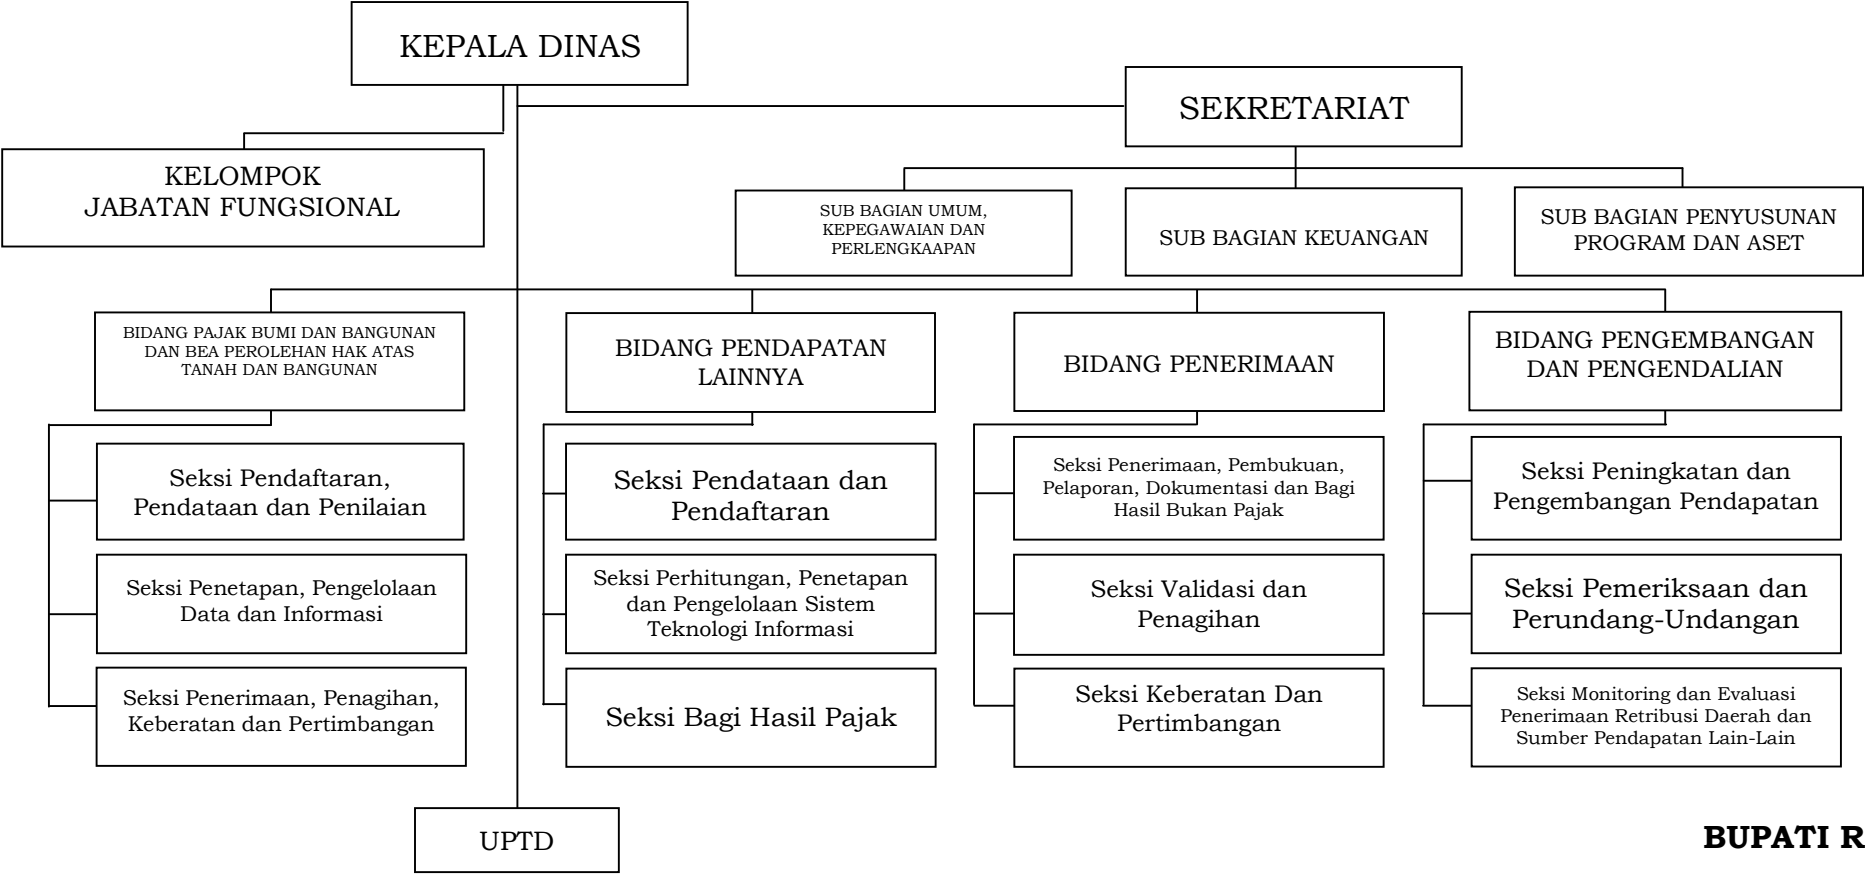 KEPALA DINAS
SEKRETARIAT
KELOMPOK
JABATAN FUNGSIONAL
SUB BAGIAN UMUM,
KEPEGAWAIAN DAN
PERLENGKAAPAN
SUB BAGIAN KEUANGAN
SUB BAGIAN PENYUSUNAN
PROGRAM DAN ASET
BIDANG PAJAK BUMI DAN BANGUNAN
DAN BEA PEROLEHAN HAK ATAS
TANAH DAN BANGUNAN
BIDANG PENDAPATAN
LAINNYA
BIDANG PENERIMAAN
BIDANG PENGEMBANGAN
DAN PENGENDALIAN
Seksi Pendaftaran,
Pendataan dan Penilaian
Seksi Pendataan dan
Pendaftaran
Seksi Penerimaan, Pembukuan,
Pelaporan, Dokumentasi dan Bagi
Hasil Bukan Pajak
Seksi Peningkatan dan
Pengembangan Pendapatan
Seksi Penetapan, Pengelolaan
Data dan Informasi
Seksi Perhitungan, Penetapan
dan Pengelolaan Sistem
Teknologi Informasi
Seksi Validasi dan
Penagihan
Seksi Pemeriksaan dan
Perundang-Undangan
Seksi Penerimaan, Penagihan,
Keberatan dan Pertimbangan
Seksi Bagi Hasil Pajak
Seksi Keberatan Dan
Pertimbangan
Seksi Monitoring dan Evaluasi
Penerimaan Retribusi Daerah dan
Sumber Pendapatan Lain-Lain
UPTD
BUPATI R